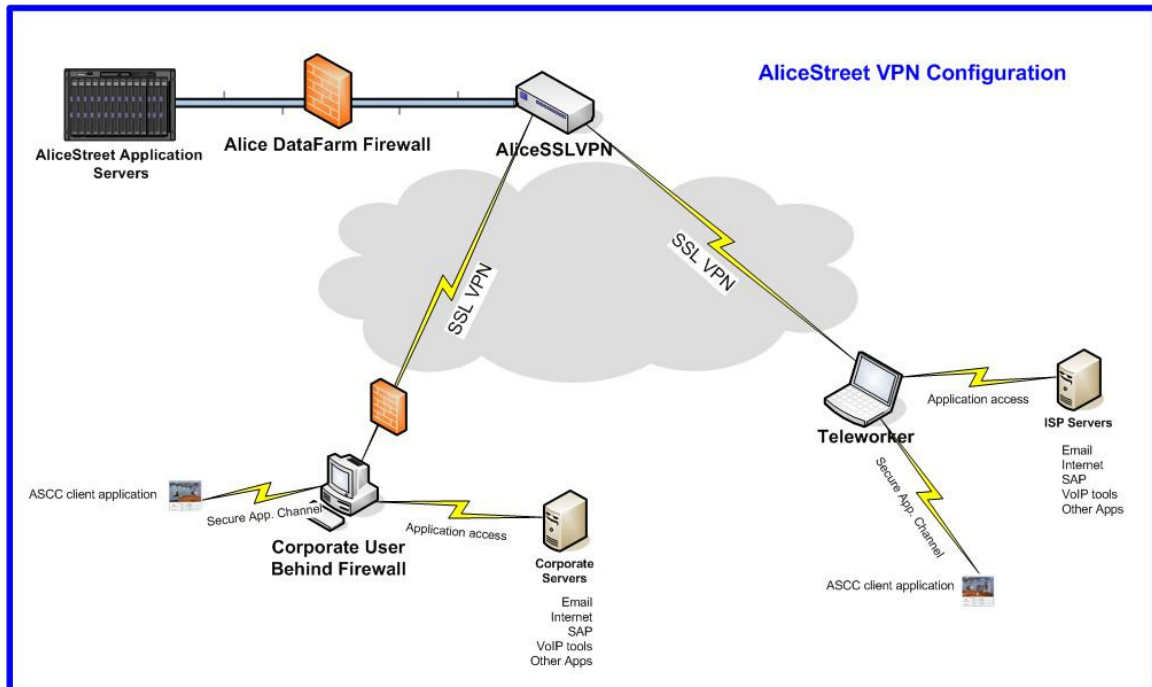 AliceStreet VPN Configuration
AliceStreet Application
Servers
Alice DataFarm Firewall
AliceSSLVPN
SSL VPN
SSL VPN
Teleworker
Application access
ISP Servers
Email
Internet
SAP
VoIP tools
Other Apps
Secure App. Channel
ASCC client application
ASCC client application
Secure App. Channel
Application access
Corporate User
Behind Firewall
Corporate
Servers
Email
Internet
SAP
VoIP tools
Other Apps